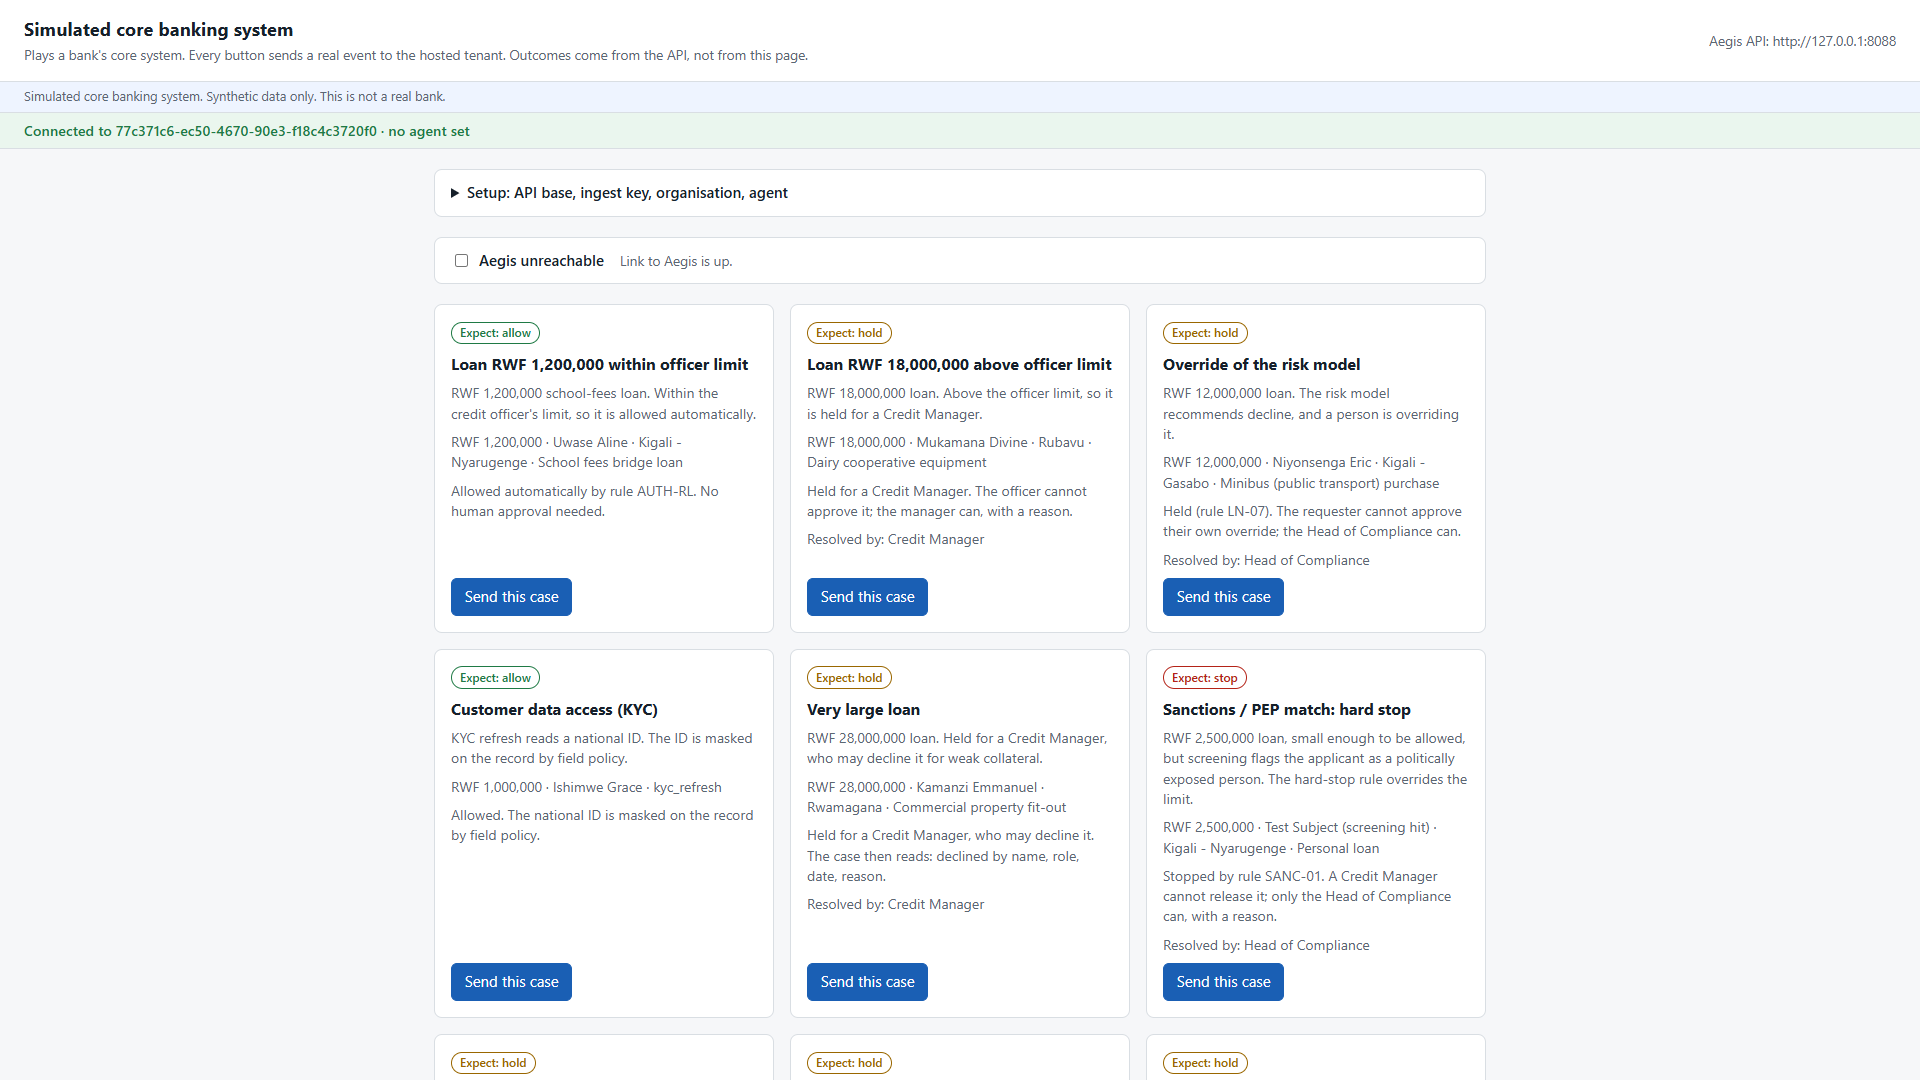 Simulated core banking system
Plays a bank's core system. Every button sends a real event to the hosted tenant. Outcomes come from the API, not from this page.
Aegis API: http://127.0.0.1:8088
Simulated core banking system. Synthetic data only. This is not a real bank.
Connected to 77c371c6-ec50-4670-90e3-f18c4c3720f0 · no agent set
▶ Setup: API base, ingest key, organisation, agent
Aegis unreachable Link to Aegis is up.
Expect: allow
Loan RWF 1,200,000 within officer limit
RWF 1,200,000 school-fees loan. Within the
credit officer's limit, so it is allowed automatically.
RWF 1,200,000 · Uwase Aline · Kigali -
Nyarugenge · School fees bridge loan
Allowed automatically by rule AUTH-RL. No
human approval needed.
Send this case
Expect: hold
Loan RWF 18,000,000 above officer limit
RWF 18,000,000 loan. Above the officer limit, so it
is held for a Credit Manager.
RWF 18,000,000 · Mukamana Divine · Rubavu ·
Dairy cooperative equipment
Held for a Credit Manager. The officer cannot
approve it; the manager can, with a reason.
Resolved by: Credit Manager
Send this case
Expect: hold
Override of the risk model
RWF 12,000,000 loan. The risk model
recommends decline, and a person is overriding
it.
RWF 12,000,000 · Niyonsenga Eric · Kigali -
Gasabo · Minibus (public transport) purchase
Held (rule LN-07). The requester cannot approve
their own override; the Head of Compliance can.
Resolved by: Head of Compliance
Send this case
Expect: allow
Customer data access (KYC)
KYC refresh reads a national ID. The ID is masked
on the record by field policy.
RWF 1,000,000 · Ishimwe Grace · kyc_refresh
Allowed. The national ID is masked on the record
by field policy.
Send this case
Expect: hold
Very large loan
RWF 28,000,000 loan. Held for a Credit Manager,
who may decline it for weak collateral.
RWF 28,000,000 · Kamanzi Emmanuel ·
Rwamagana · Commercial property fit-out
Held for a Credit Manager, who may decline it.
The case then reads: declined by name, role,
date, reason.
Resolved by: Credit Manager
Send this case
Expect: stop
Sanctions / PEP match: hard stop
RWF 2,500,000 loan, small enough to be allowed,
but screening flags the applicant as a politically
exposed person. The hard-stop rule overrides the
limit.
RWF 2,500,000 · Test Subject (screening hit) ·
Kigali - Nyarugenge · Personal loan
Stopped by rule SANC-01. A Credit Manager
cannot release it; only the Head of Compliance
can, with a reason.
Resolved by: Head of Compliance
Send this case
Expect: hold
Expect: hold
Expect: hold